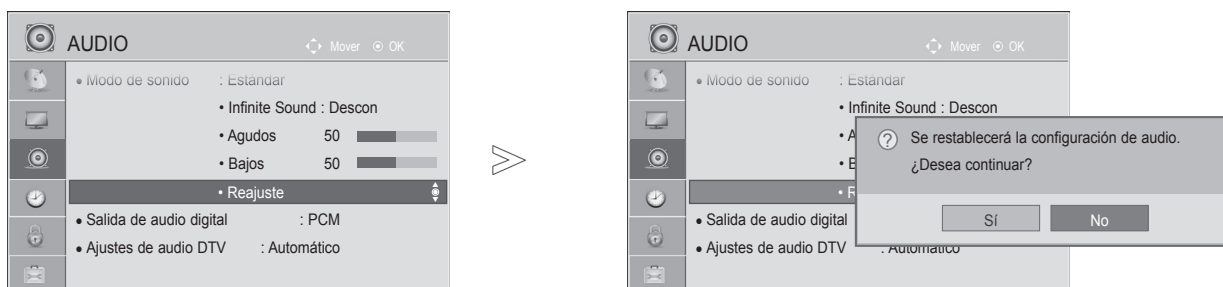 AUDIO
Mover OK
• Modo de sonido : Estándar
• Infinite Sound : Descon
• Agudos 50
• Bajos 50
• Reajuste
• Salida de audio digital : PCM
• Ajustes de audio DTV : Automático
AUDIO
Mover OK
• Modo de sonido : Estándar
• Infinite Sound : Descon
• A
• B
• R
• Salida de audio digital
• Ajustes de audio DTV : Automático
? Se restablecerá la configuración de audio.
¿Desea continuar?
Sí No